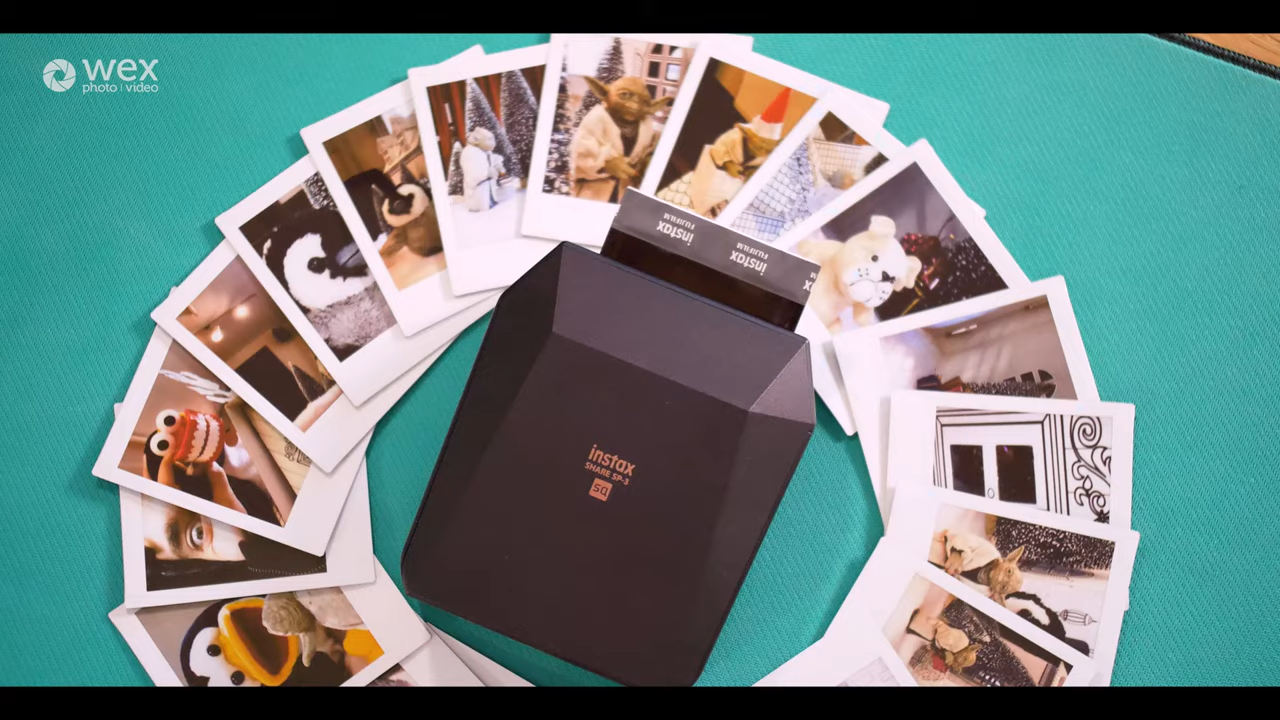 wex
photo | video
instax
FUJIFILM
instax
FUJIFILM
instax
SHARE SP-3
SQ